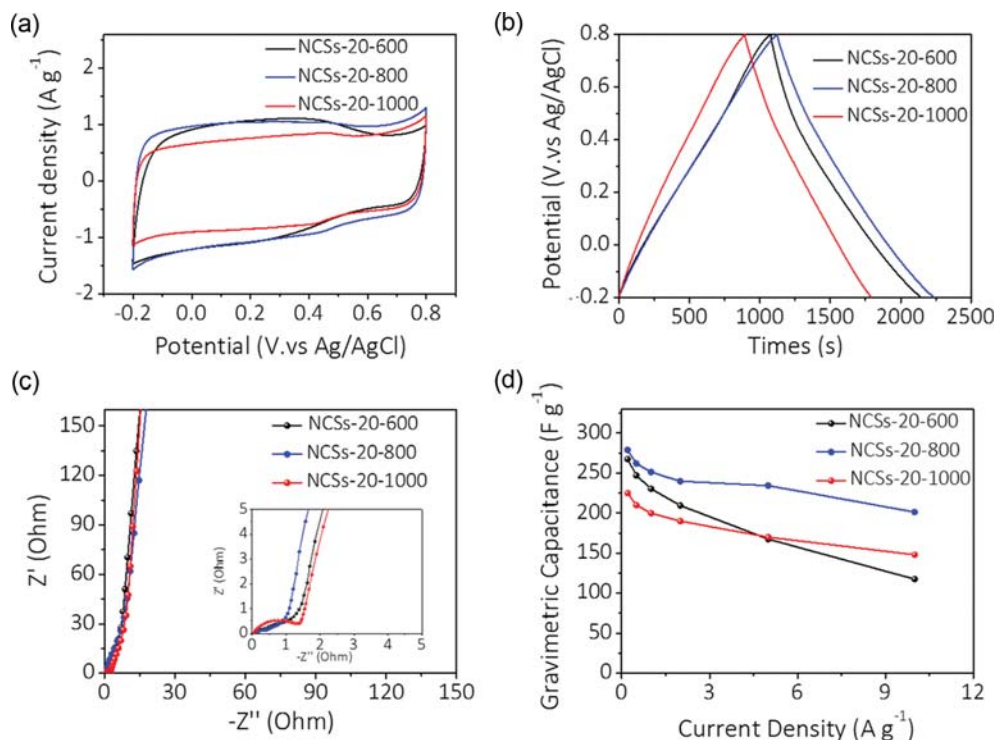 (a)
Current density (A g⁻¹)
2
1
0
-1
-2
NCSs-20-600
NCSs-20-800
NCSs-20-1000
-0.2 0.0 0.2 0.4 0.6 0.8
Potential (V.vs Ag/AgCl)
(b)
Potential (V.vs Ag/AgCl)
0.8
0.6
0.4
0.2
0.0
0.2
NCSs-20-600
NCSs-20-800
NCSs-20-1000
0 500 1000 1500 2000 2500
Times (s)
(c)
Z' (Ohm)
150
120
90
60
30
0
NCSs-20-600
NCSs-20-800
NCSs-20-1000
Z' (Ohm)
5
4
3
2
1
0
0 1 2 3 4 5
-Z'' (Ohm)
0 30 60 90 120 150
-Z'' (Ohm)
(d)
Gravimetric Capacitance (F g⁻¹)
300
250
200
150
100
50
0
NCSs-20-600
NCSs-20-800
NCSs-20-1000
0 3 6 9 12
Current Density (A g⁻¹)